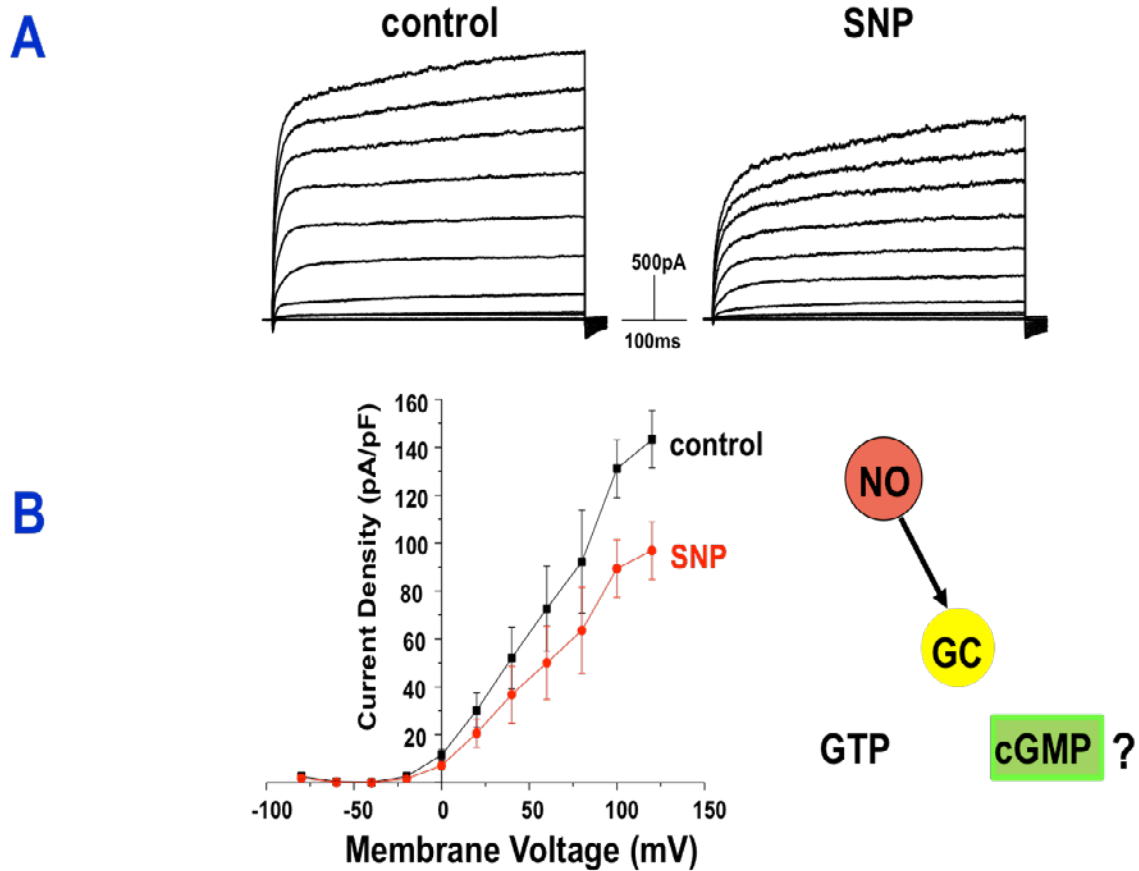 A
control
SNP
500pA
100ms
B
Current Density (pA/pF)
160
140
120
100
80
60
40
20
control
SNP
-100
-50
0
50
100
150
Membrane Voltage (mV)
NO
GC
GTP
cGMP ?